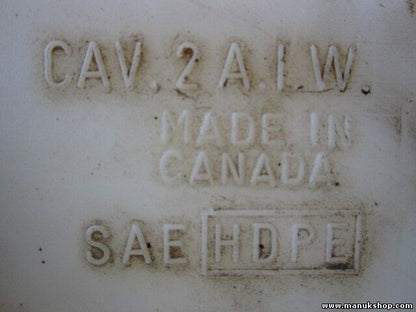 CAV. 2 A.I.W.
MADE IN
CANADA
SAE HDPE
www.manukshop.com